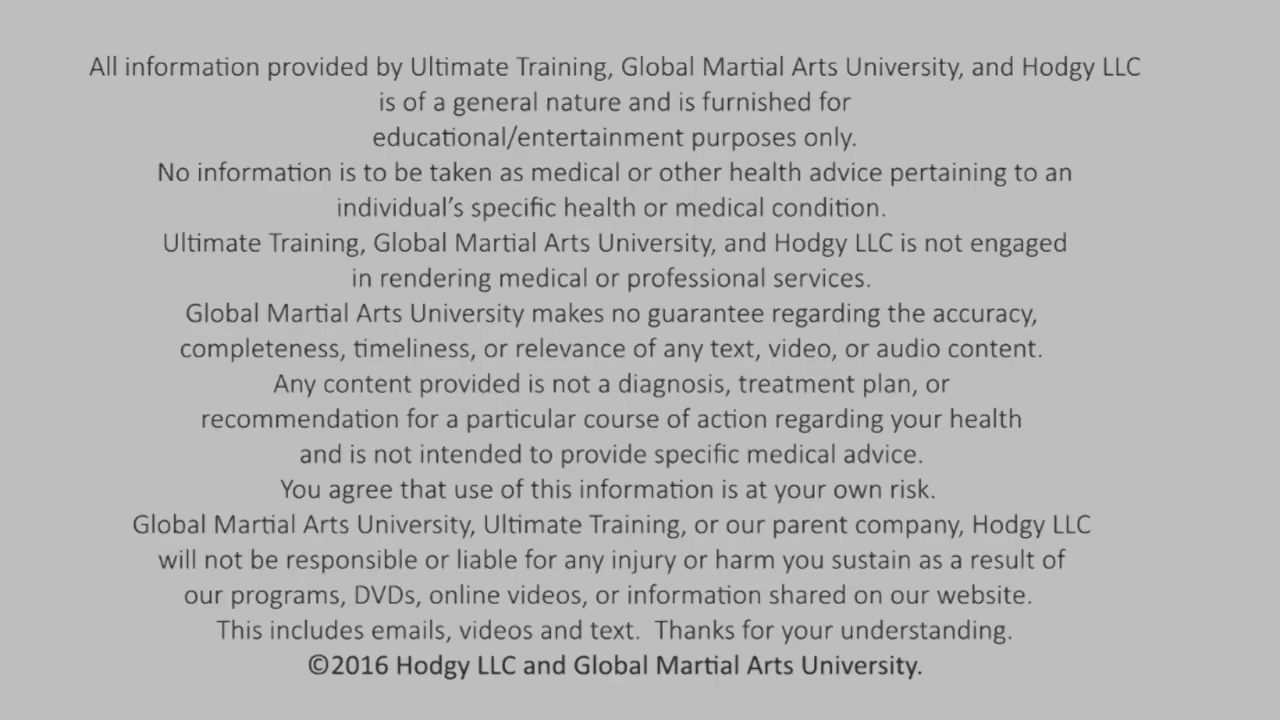 All information provided by Ultimate Training, Global Martial Arts University, and Hodgy LLC
is of a general nature and is furnished for
educational/entertainment purposes only.
No information is to be taken as medical or other health advice pertaining to an
individual’s specific health or medical condition.
Ultimate Training, Global Martial Arts University, and Hodgy LLC is not engaged
in rendering medical or professional services.
Global Martial Arts University makes no guarantee regarding the accuracy,
completeness, timeliness, or relevance of any text, video, or audio content.
Any content provided is not a diagnosis, treatment plan, or
recommendation for a particular course of action regarding your health
and is not intended to provide specific medical advice.
You agree that use of this information is at your own risk.
Global Martial Arts University, Ultimate Training, or our parent company, Hodgy LLC
will not be responsible or liable for any injury or harm you sustain as a result of
our programs, DVDs, online videos, or information shared on our website.
This includes emails, videos and text.  Thanks for your understanding.
©2016 Hodgy LLC and Global Martial Arts University.